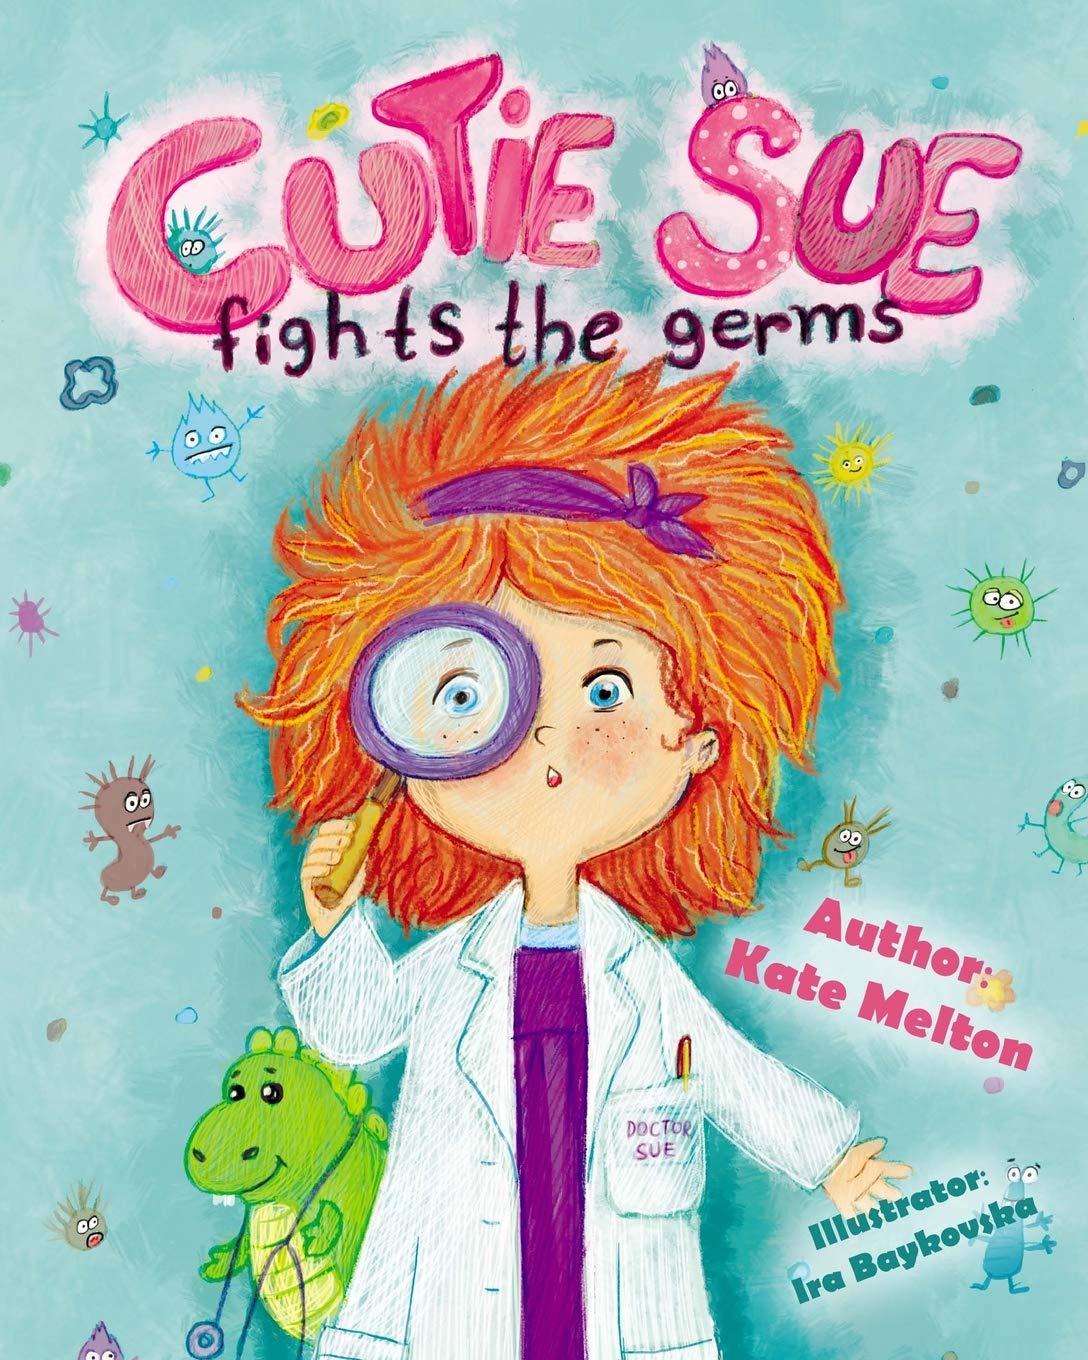 CUTiE SUE
fights the germs
Author:
Kate Melton
DOCTOR
SUE
Illustrator:
Ira Baykovska